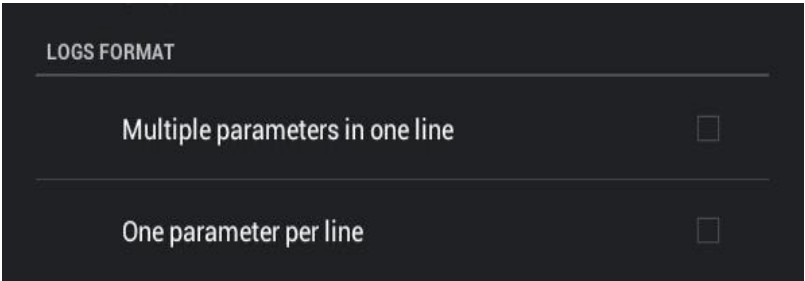 LOGS FORMAT
Multiple parameters in one line
One parameter per line